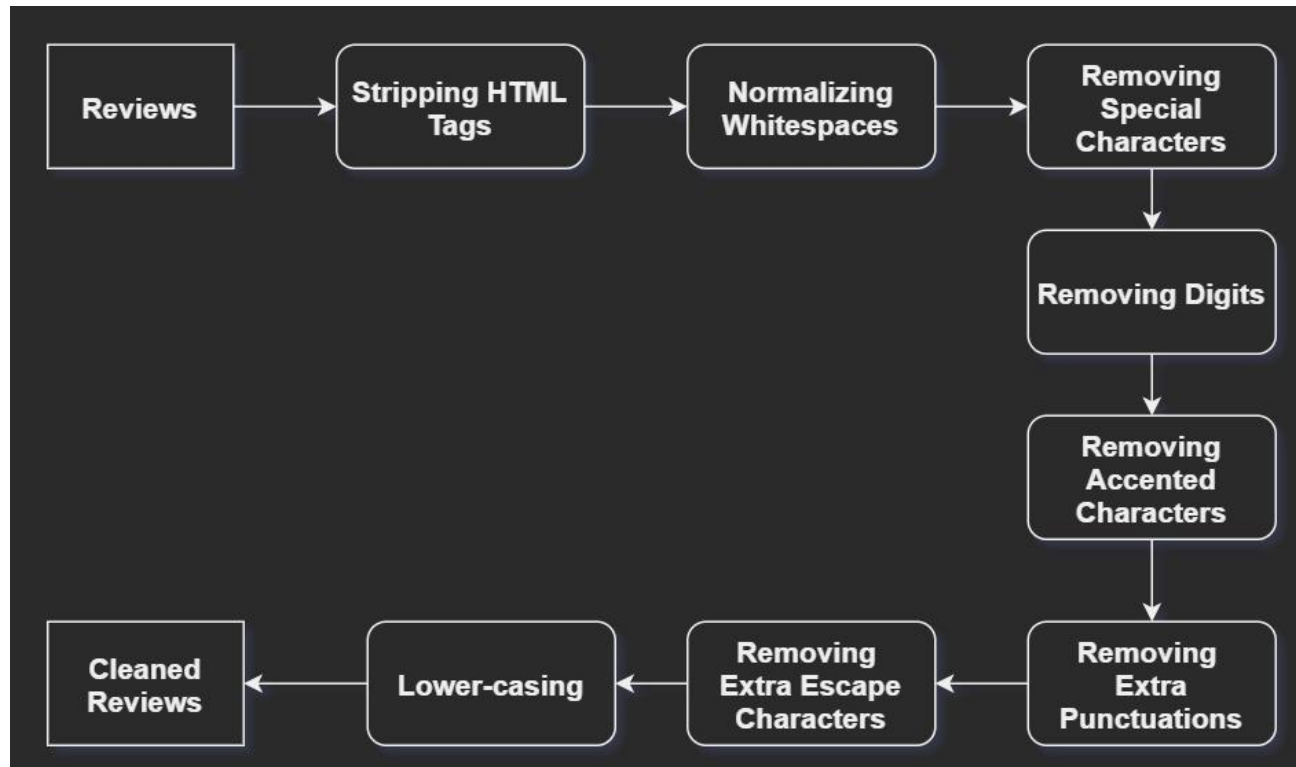 Reviews
Stripping HTML
Tags
Normalizing
Whitespaces
Removing
Special
Characters
Removing Digits
Removing
Accented
Characters
Removing
Extra
Punctuations
Removing
Extra Escape
Characters
Lower-casing
Cleaned
Reviews